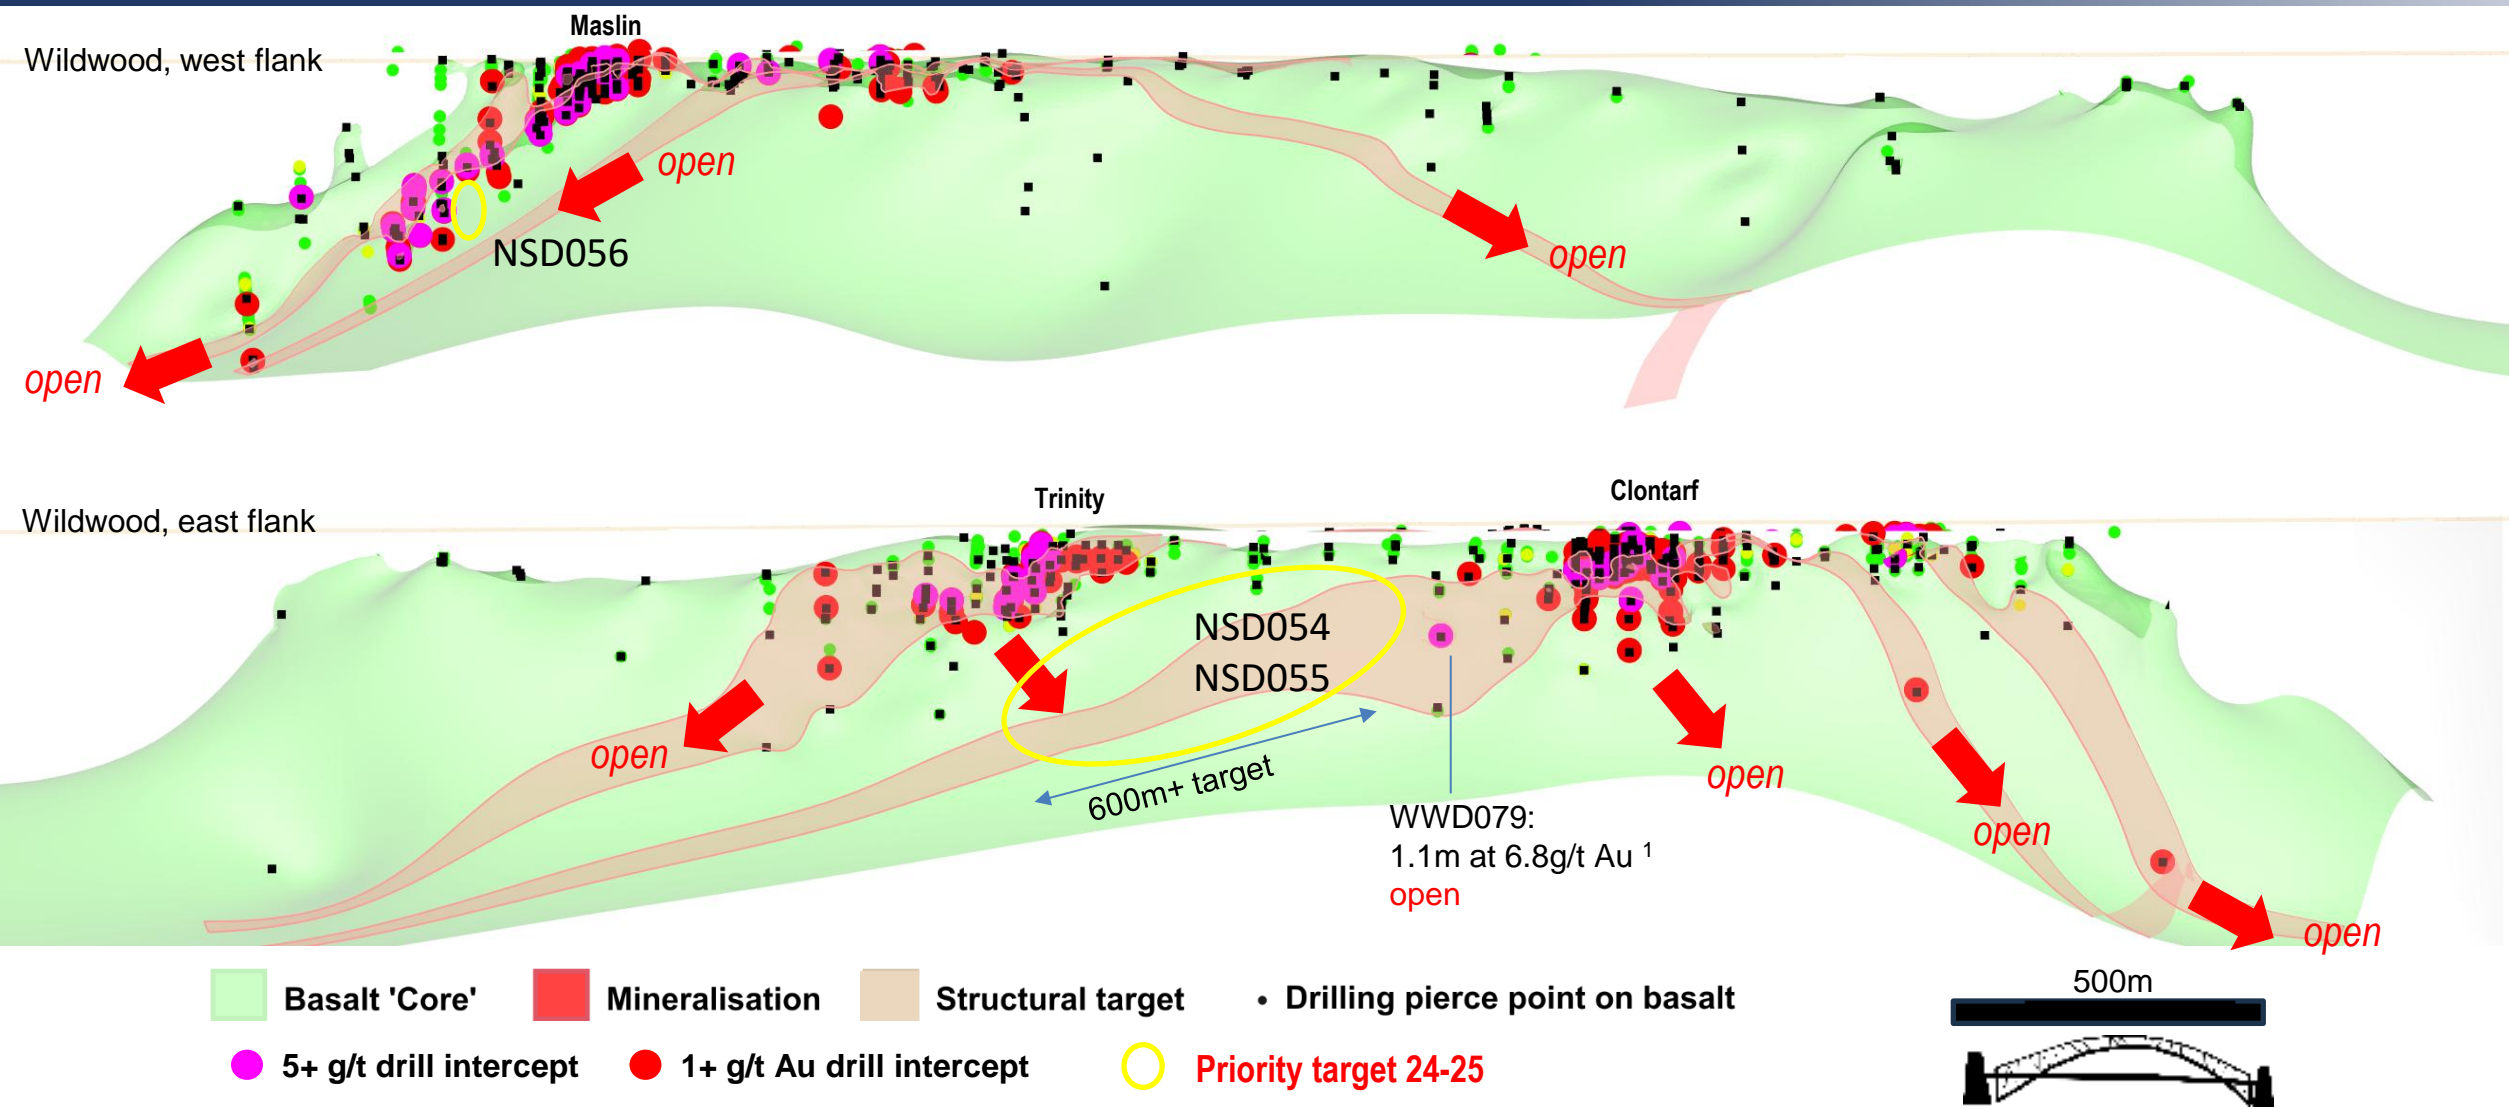 Maslin
Wildwood, west flank
open
NSD056
open
open
Trinity
Clontarf
Wildwood, east flank
NSD054
NSD055
open
600m+ target
open
WWD079:
1.1m at 6.8g/t Au 1
open
open
open
Basalt 'Core'
Mineralisation
Structural target
Drilling pierce point on basalt
500m
5+ g/t drill intercept
1+ g/t Au drill intercept
Priority target 24-25